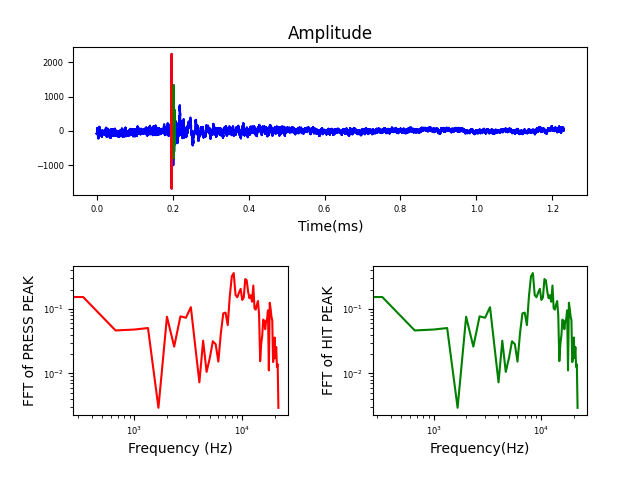 Amplitude
2000
1000
0
−1000
0.0 0.2 0.4 0.6 0.8 1.0 1.2
Time(ms)
FFT of PRESS PEAK
10⁻¹
10⁻²
10³ 10⁴
Frequency (Hz)
FFT of HIT PEAK
10⁻¹
10⁻²
10³ 10⁴
Frequency(Hz)